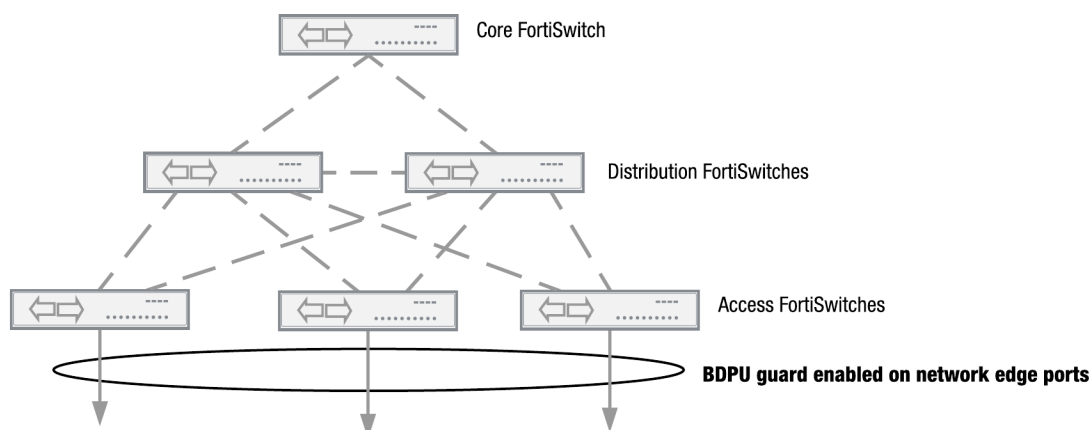 Core FortiSwitch
Distribution FortiSwitches
Access FortiSwitches
BDPU guard enabled on network edge ports